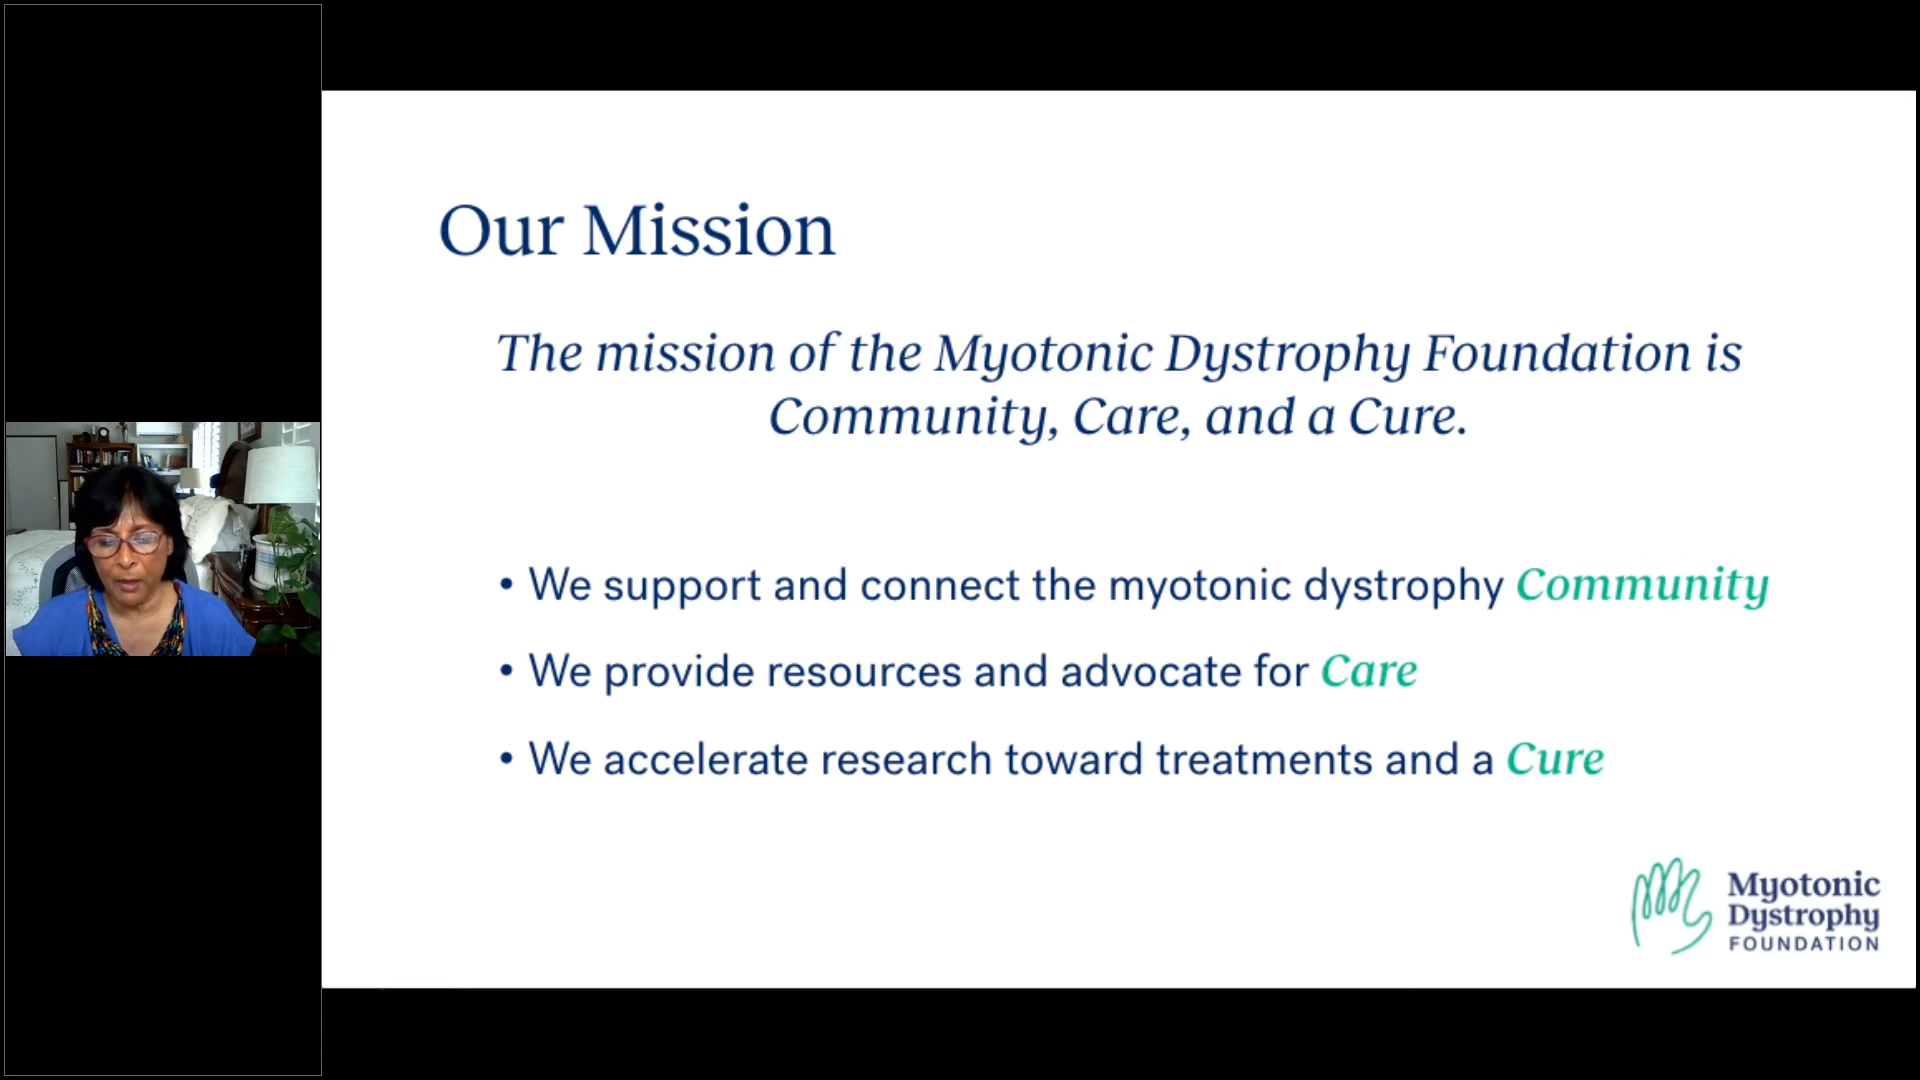 Our Mission
The mission of the Myotonic Dystrophy Foundation is
Community, Care, and a Cure.
• We support and connect the myotonic dystrophy Community
• We provide resources and advocate for Care
• We accelerate research toward treatments and a Cure
Myotonic
Dystrophy
FOUNDATION